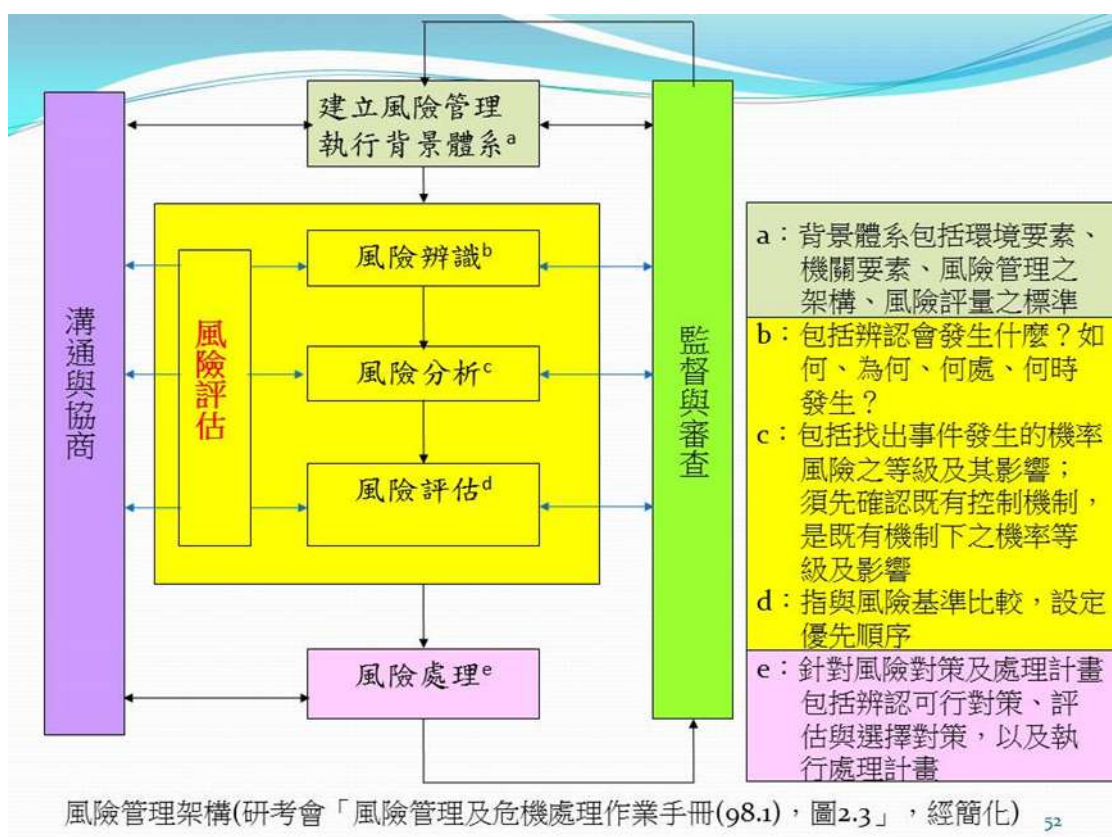 建立風險管理
執行背景體系a
溝通與協商
風險評估
風險辨識b
風險分析c
風險評估d
風險處理e
監督與審查
a：背景體系包括環境要素、
機關要素、風險管理之
架構、風險評量之標準
b：包括辨認會發生什麼？如
何、為何、何處、何時
發生？
c：包括找出事件發生的機率
風險之等級及其影響；
須先確認既有控制機制，
是既有機制下之機率等
級及影響
d：指與風險基準比較，設定
優先順序
e：針對風險對策及處理計畫
包括辨認可行對策、評
估與選擇對策，以及執
行處理計畫
風險管理架構(研考會「風險管理及危機處理作業手冊(98.1)，圖2.3」，經簡化)
52